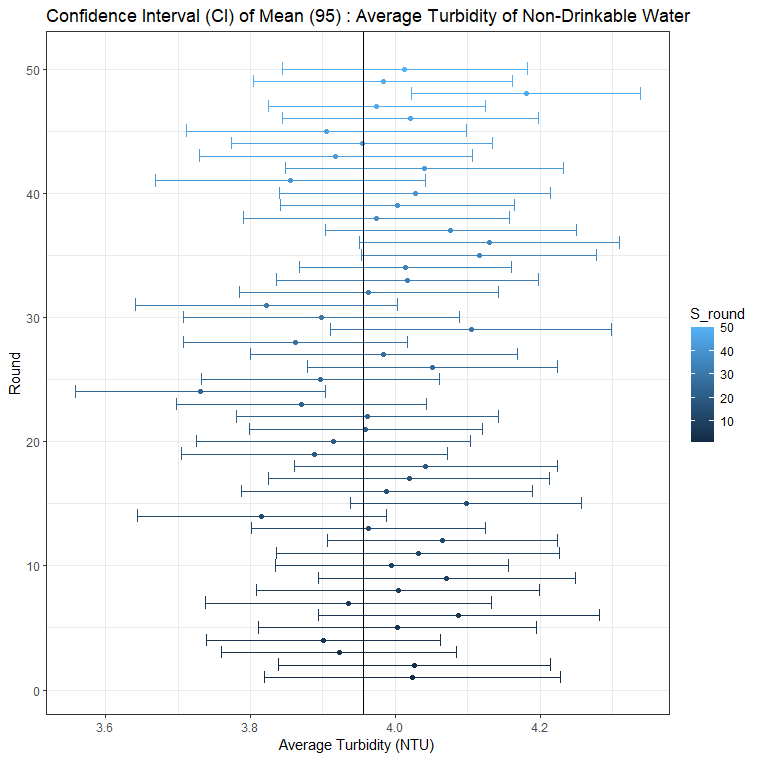 Confidence Interval (CI) of Mean (95) : Average Turbidity of Non-Drinkable Water
50
40
30
20
10
0
Round
3.6 3.8 4.0 4.2
Average Turbidity (NTU)
S_round
50
40
30
20
10